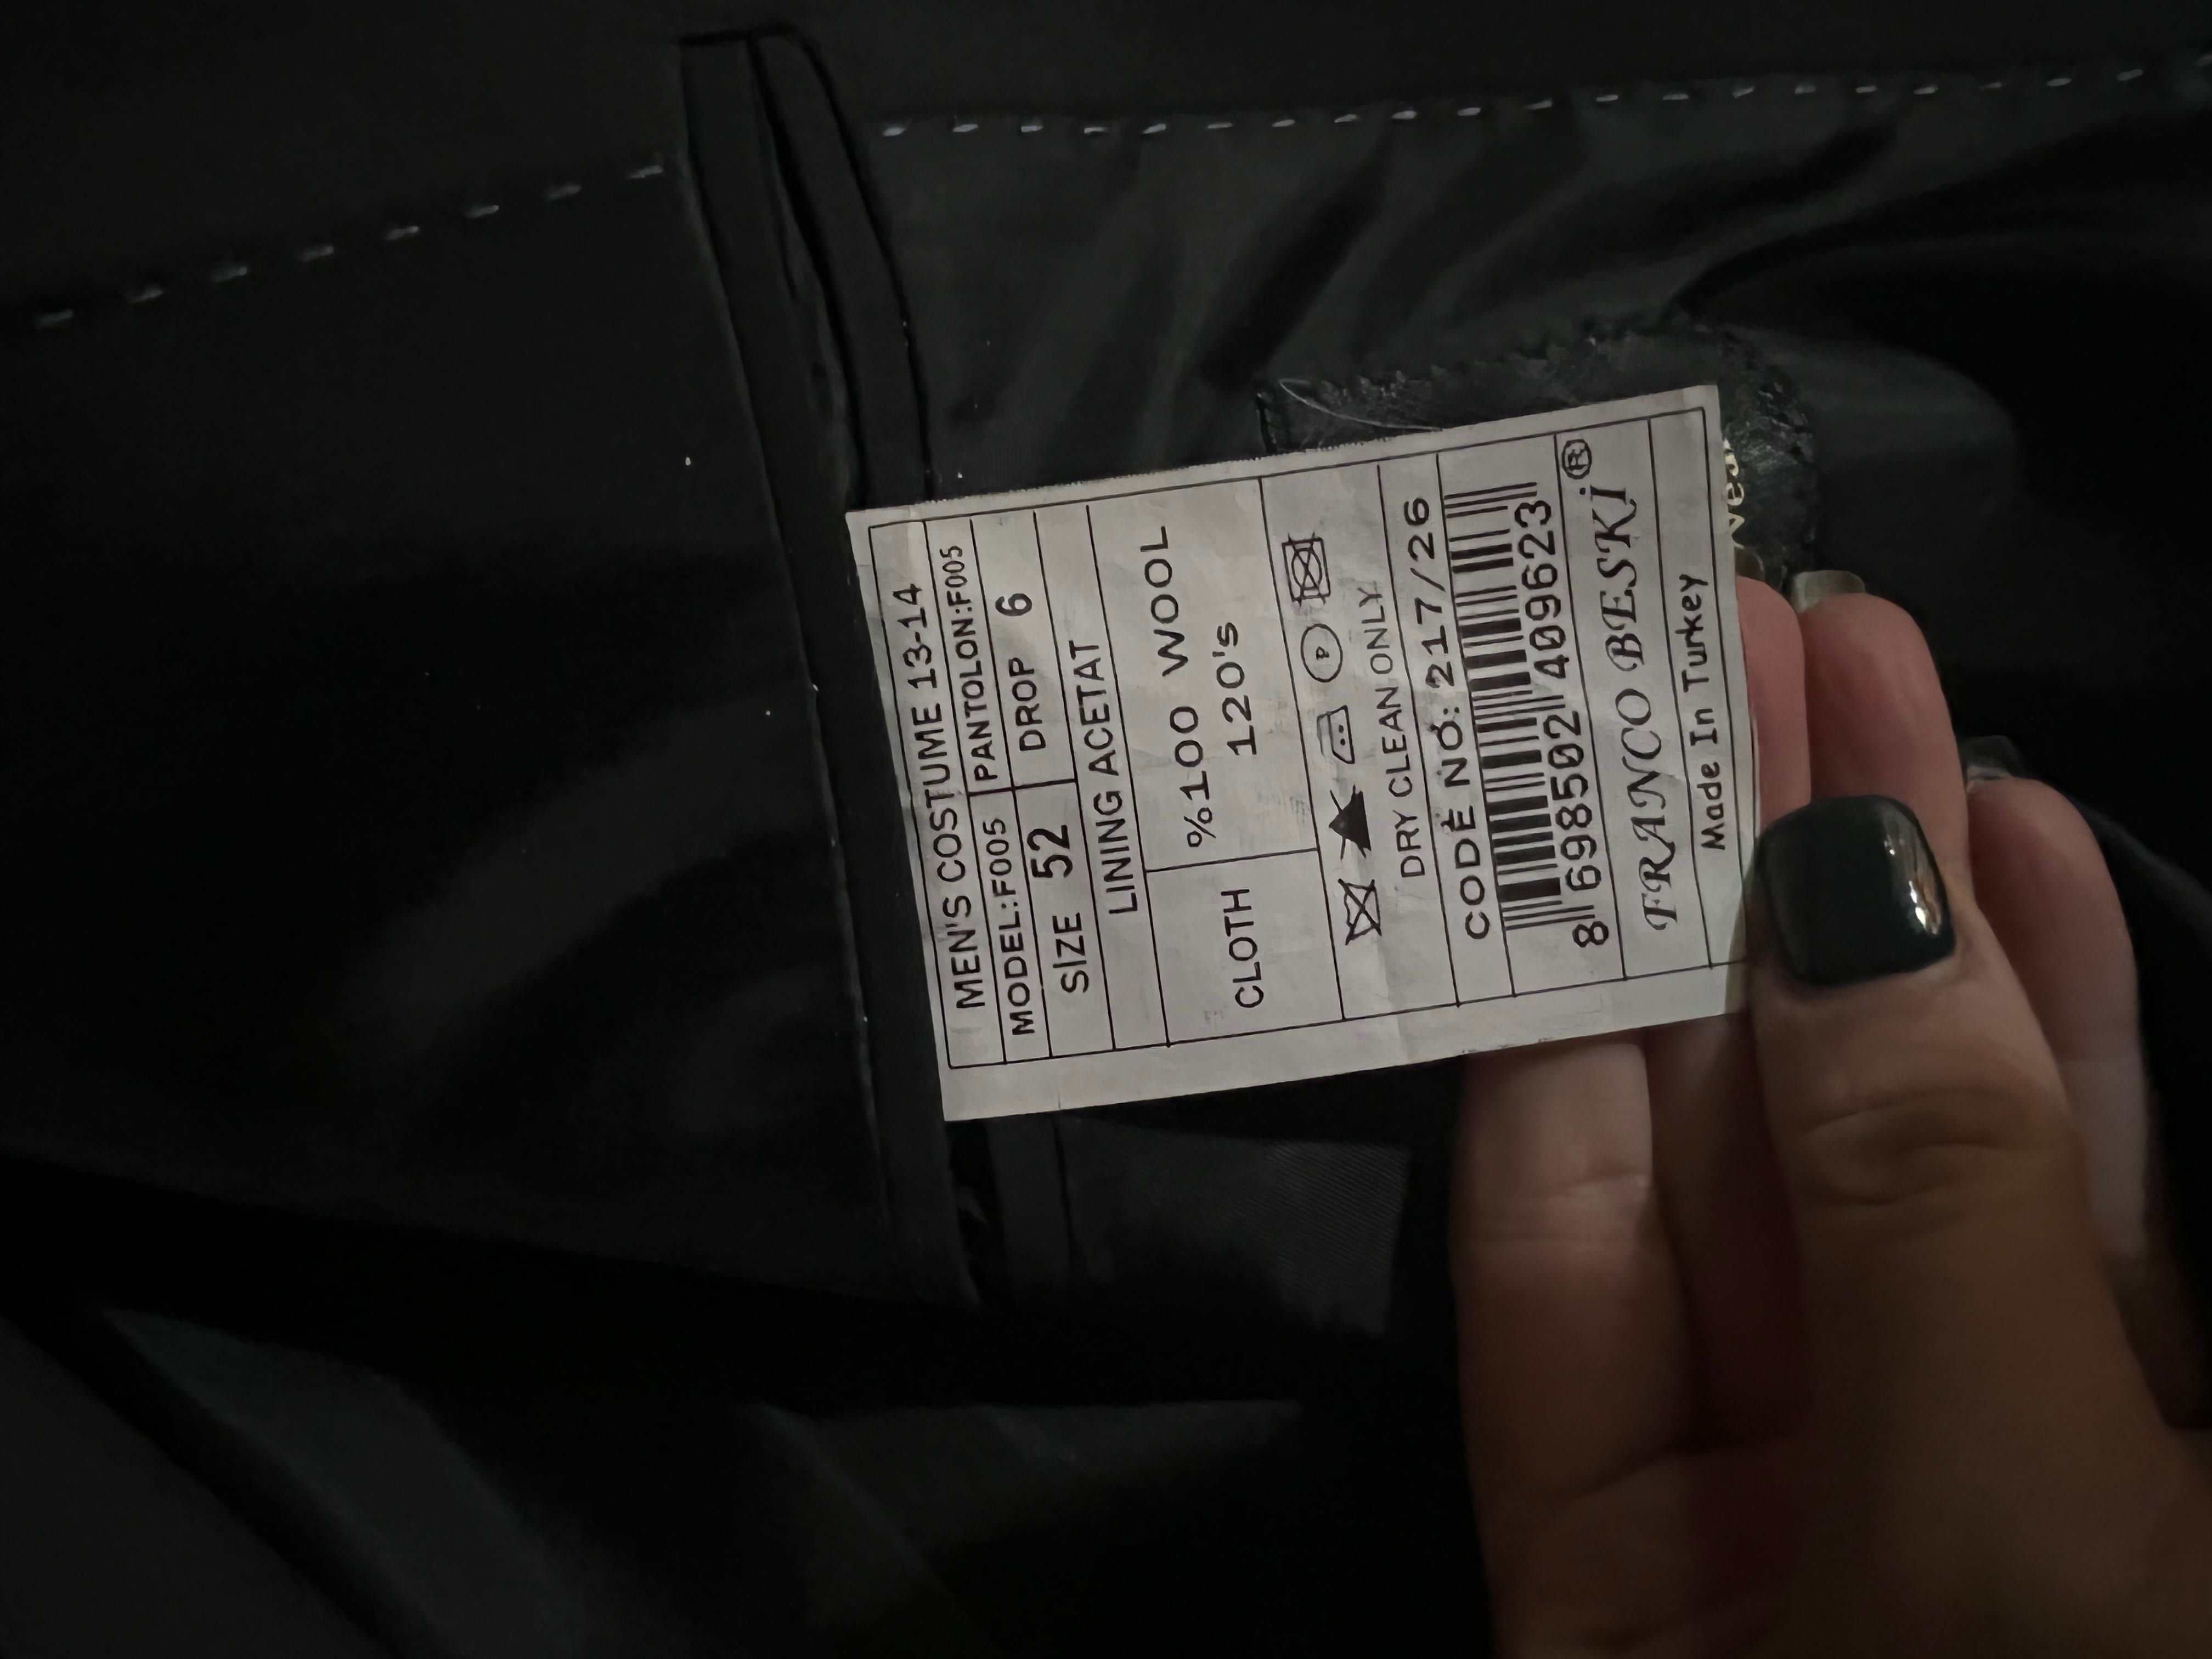 MEN'S COSTUME 13-14
MODEL:F005 PANTOLON:F005
SIZE 52 DROP 6
LINING ACETAT
CLOTH %100 WOOL
120's
P
DRY CLEAN ONLY
CODE NO: 217/26
8 698502 409623
FRANCO BESKİ®
Made In Turkey